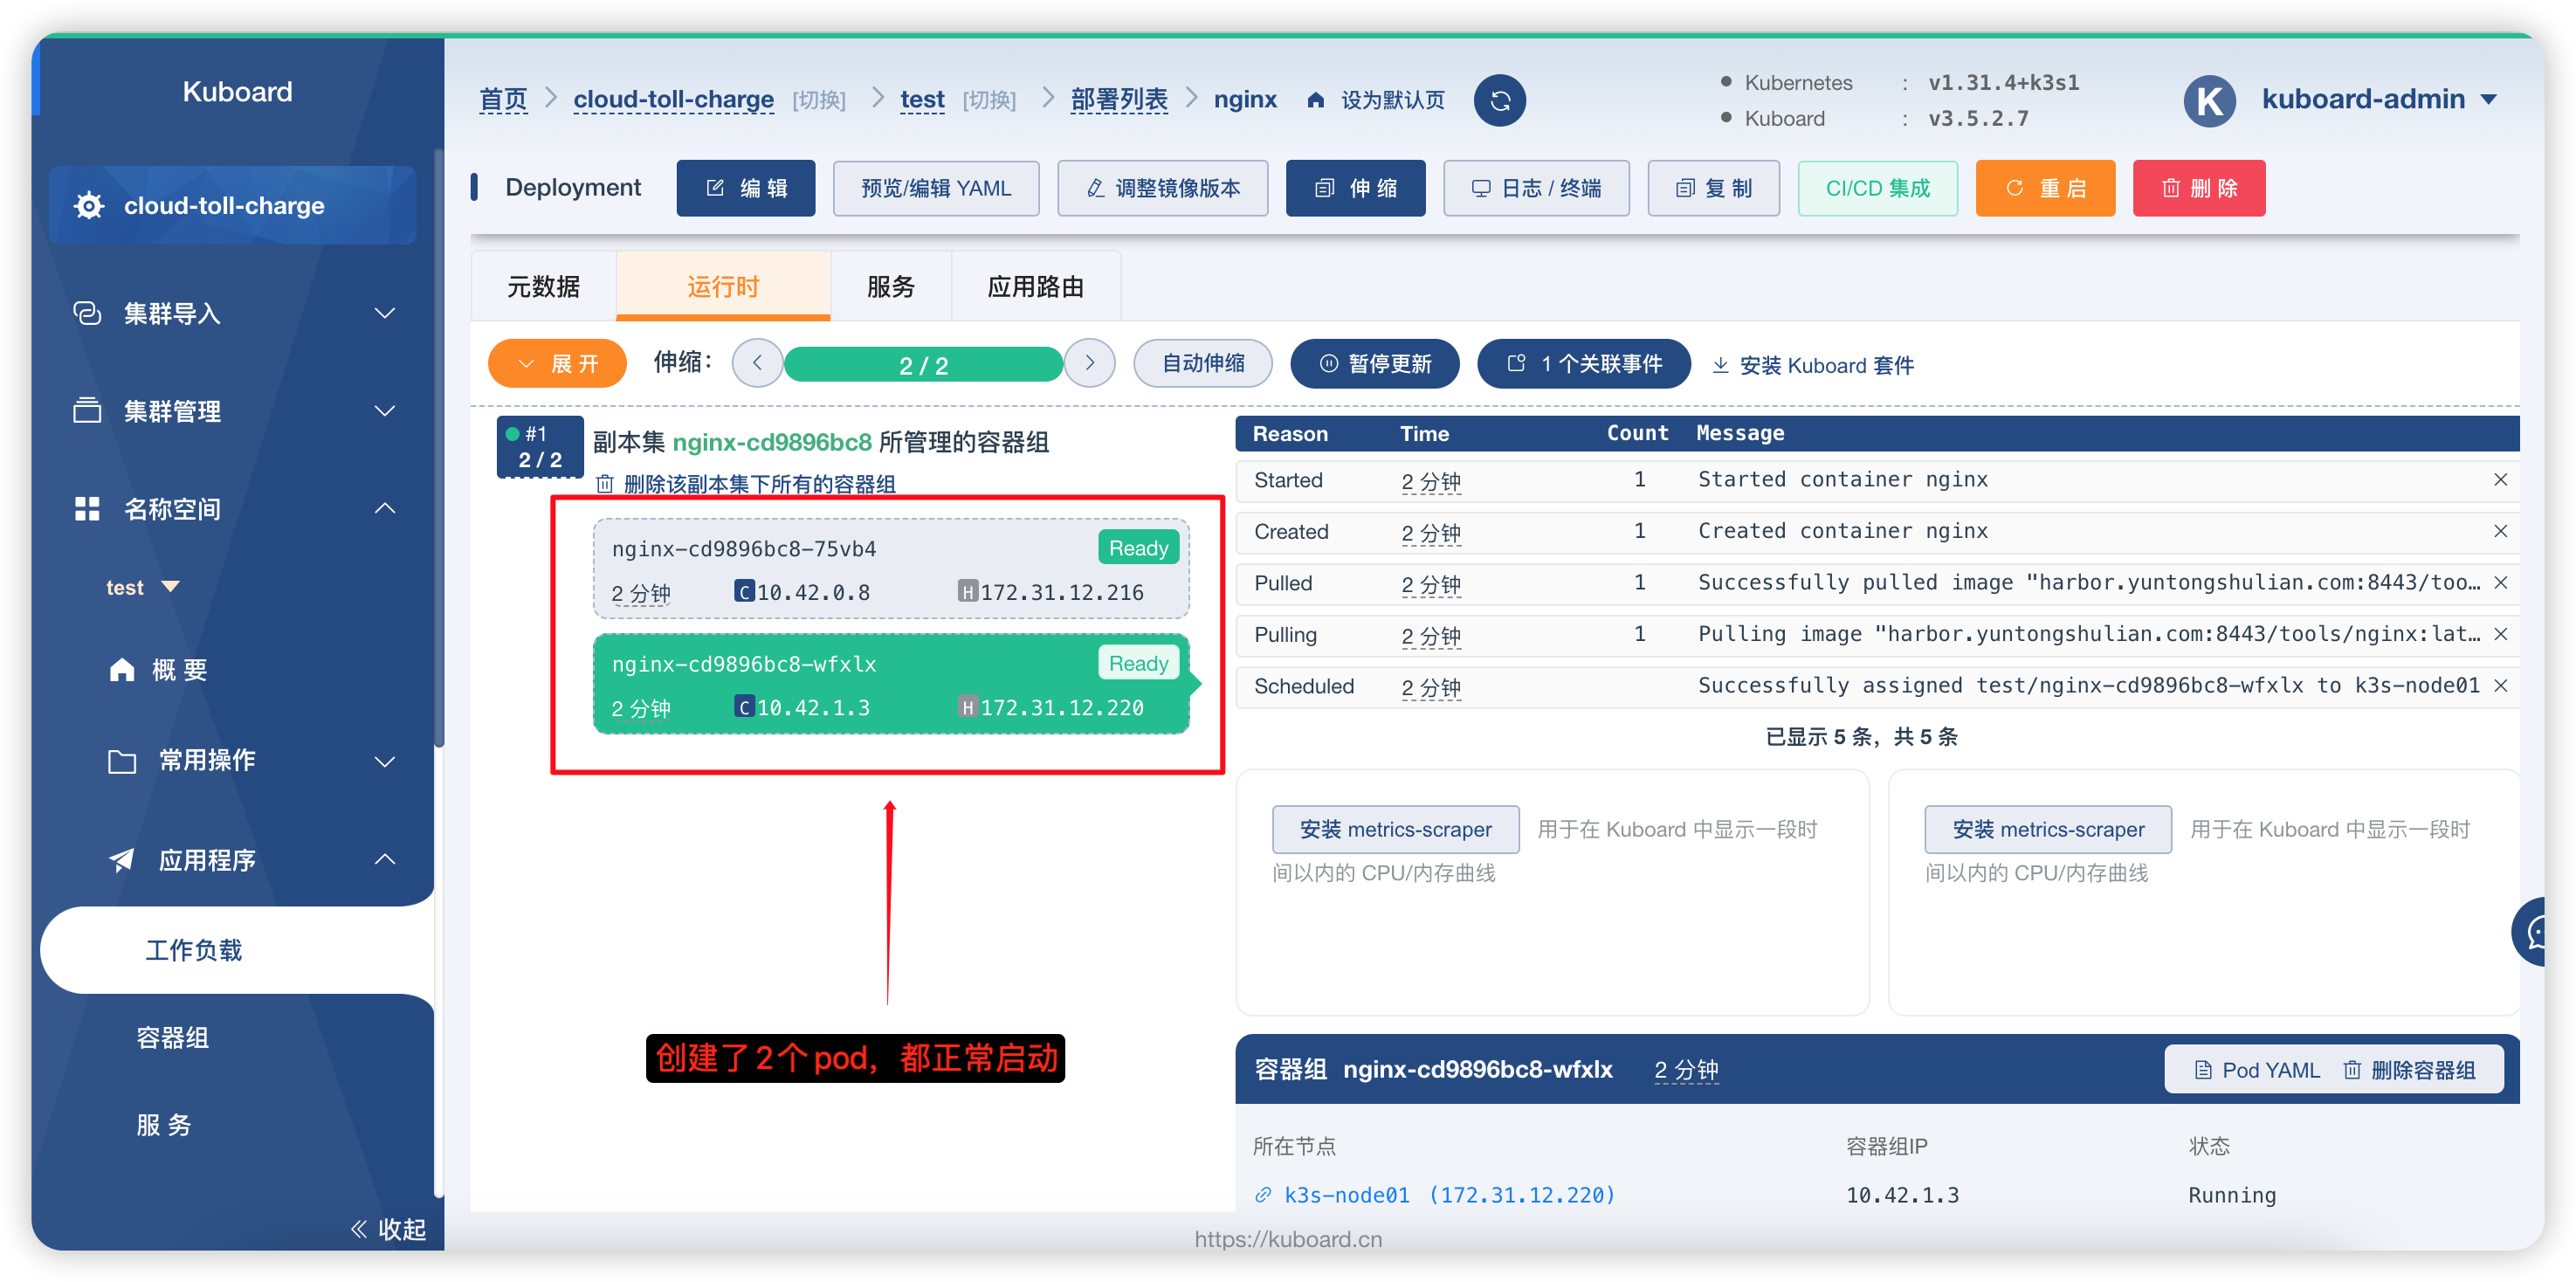 Kuboard
cloud-toll-charge
集群导入
集群管理
名称空间
test
概 要
常用操作
应用程序
工作负载
容器组
服 务
收起
首页 cloud-toll-charge [切换] test [切换] 部署列表 nginx 设为默认页
Kubernetes : v1.31.4+k3s1
Kuboard : v3.5.2.7
K kuboard-admin
Deployment 编 辑 预览/编辑 YAML 调整镜像版本 伸 缩 日志 / 终端 复 制 CI/CD 集成 重 启 删 除
元数据 运行时 服务 应用路由
展 开 伸缩： 2 / 2 自动伸缩 暂停更新 1 个关联事件 安装 Kuboard 套件
#1
2 / 2
副本集 nginx-cd9896bc8 所管理的容器组
删除该副本集下所有的容器组
nginx-cd9896bc8-75vb4 Ready
2 分钟 C 10.42.0.8 H 172.31.12.216
nginx-cd9896bc8-wfxlx Ready
2 分钟 C 10.42.1.3 H 172.31.12.220
创建了2个pod，都正常启动
Reason Time Count Message
Started 2 分钟 1 Started container nginx
Created 2 分钟 1 Created container nginx
Pulled 2 分钟 1 Successfully pulled image "harbor.yuntongshulian.com:8443/too…
Pulling 2 分钟 1 Pulling image "harbor.yuntongshulian.com:8443/tools/nginx:lat…
Scheduled 2 分钟 Successfully assigned test/nginx-cd9896bc8-wfxlx to k3s-node01
已显示 5 条，共 5 条
安装 metrics-scraper 用于在 Kuboard 中显示一段时
间以内的 CPU/内存曲线
安装 metrics-scraper 用于在 Kuboard 中显示一段时
间以内的 CPU/内存曲线
容器组 nginx-cd9896bc8-wfxlx 2 分钟 Pod YAML 删除容器组
所在节点 容器组IP 状态
k3s-node01 (172.31.12.220) 10.42.1.3 Running
https://kuboard.cn